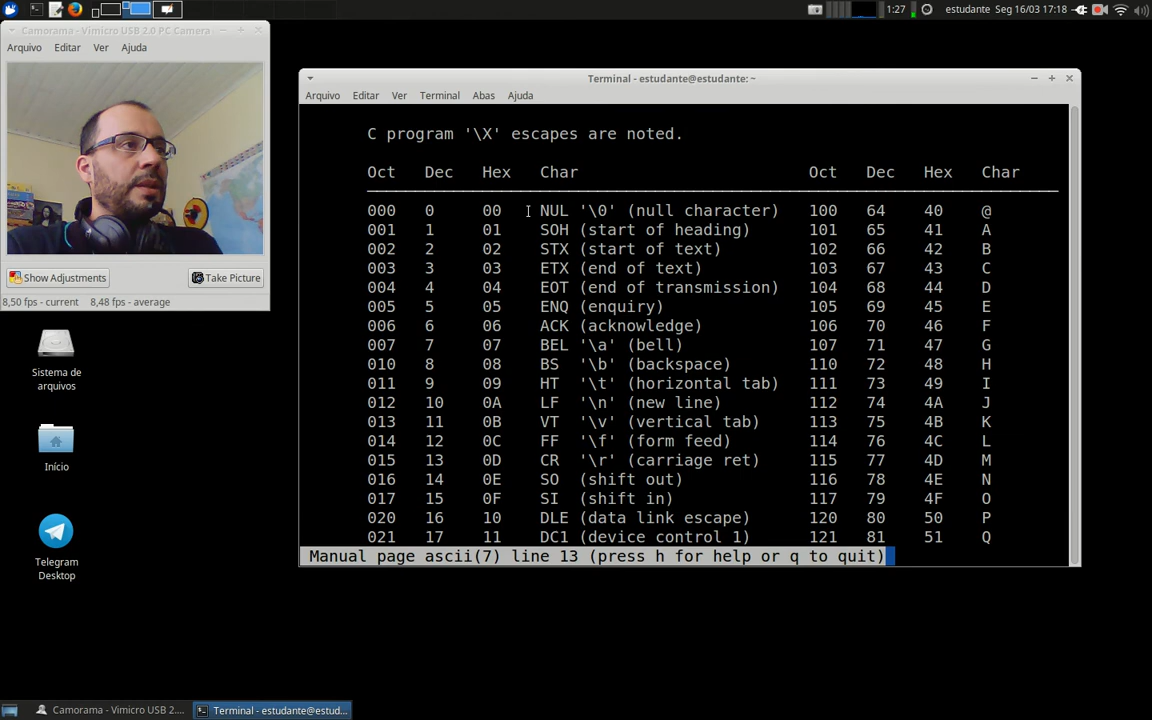 1:27 estudante Seg 16/03 17:18
Camorama - Vimicro USB 2.0 PC Camera
Arquivo Editar Ver Ajuda
Show Adjustments Take Picture
8,50 fps - current 8,48 fps - average
Sistema de
arquivos
Início
Telegram
Desktop
Terminal - estudante@estudante: ~
Arquivo Editar Ver Terminal Abas Ajuda
C program '\X' escapes are noted.
Oct Dec Hex Char Oct Dec Hex Char
000 0 00 NUL '\0' (null character) 100 64 40 @
001 1 01 SOH (start of heading) 101 65 41 A
002 2 02 STX (start of text) 102 66 42 B
003 3 03 ETX (end of text) 103 67 43 C
004 4 04 EOT (end of transmission) 104 68 44 D
005 5 05 ENQ (enquiry) 105 69 45 E
006 6 06 ACK (acknowledge) 106 70 46 F
007 7 07 BEL '\a' (bell) 107 71 47 G
010 8 08 BS '\b' (backspace) 110 72 48 H
011 9 09 HT '\t' (horizontal tab) 111 73 49 I
012 10 0A LF '\n' (new line) 112 74 4A J
013 11 0B VT '\v' (vertical tab) 113 75 4B K
014 12 0C FF '\f' (form feed) 114 76 4C L
015 13 0D CR '\r' (carriage ret) 115 77 4D M
016 14 0E SO (shift out) 116 78 4E N
017 15 0F SI (shift in) 117 79 4F O
020 16 10 DLE (data link escape) 120 80 50 P
021 17 11 DC1 (device control 1) 121 81 51 Q
Manual page ascii(7) line 13 (press h for help or q to quit)
Camorama - Vimicro USB 2.... Terminal - estudante@estud...